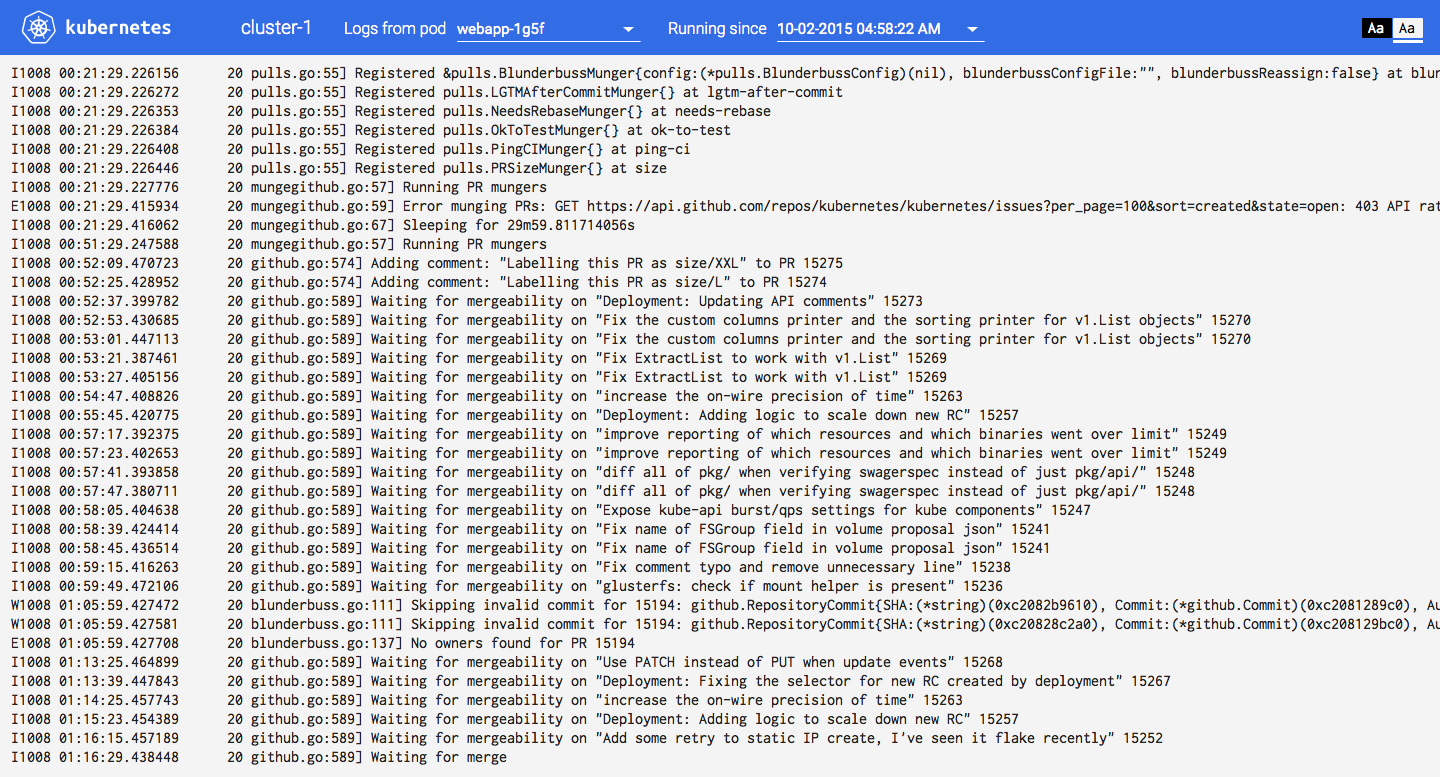 kubernetes cluster-1 Logs from pod webapp-1g5f Running since 10-02-2015 04:58:22 AM Aa Aa
I1008 00:21:29.226156 20 pulls.go:55] Registered &pulls.BlunderbussMunger{config:(*pulls.BlunderbussConfig)(nil), blunderbussConfigFile:"", blunderbussReassign:false} at blun
I1008 00:21:29.226272 20 pulls.go:55] Registered pulls.LGTMAfterCommitMunger{} at lgtm-after-commit
I1008 00:21:29.226353 20 pulls.go:55] Registered pulls.NeedsRebaseMunger{} at needs-rebase
I1008 00:21:29.226384 20 pulls.go:55] Registered pulls.OkToTestMunger{} at ok-to-test
I1008 00:21:29.226408 20 pulls.go:55] Registered pulls.PingCIMunger{} at ping-ci
I1008 00:21:29.226446 20 pulls.go:55] Registered pulls.PRSizeMunger{} at size
I1008 00:21:29.227776 20 mungegithub.go:57] Running PR mungers
E1008 00:21:29.415934 20 mungegithub.go:59] Error munging PRs: GET https://api.github.com/repos/kubernetes/kubernetes/issues?per_page=100&sort=created&state=open: 403 API rat
I1008 00:21:29.416062 20 mungegithub.go:67] Sleeping for 29m59.811714056s
I1008 00:51:29.247588 20 mungegithub.go:57] Running PR mungers
I1008 00:52:09.470723 20 github.go:574] Adding comment: "Labelling this PR as size/XXL" to PR 15275
I1008 00:52:25.428952 20 github.go:574] Adding comment: "Labelling this PR as size/L" to PR 15274
I1008 00:52:37.399782 20 github.go:589] Waiting for mergeability on "Deployment: Updating API comments" 15273
I1008 00:52:53.430685 20 github.go:589] Waiting for mergeability on "Fix the custom columns printer and the sorting printer for v1.List objects" 15270
I1008 00:53:01.447113 20 github.go:589] Waiting for mergeability on "Fix the custom columns printer and the sorting printer for v1.List objects" 15270
I1008 00:53:21.387461 20 github.go:589] Waiting for mergeability on "Fix ExtractList to work with v1.List" 15269
I1008 00:53:27.405156 20 github.go:589] Waiting for mergeability on "Fix ExtractList to work with v1.List" 15269
I1008 00:54:47.408826 20 github.go:589] Waiting for mergeability on "increase the on-wire precision of time" 15263
I1008 00:55:45.420775 20 github.go:589] Waiting for mergeability on "Deployment: Adding logic to scale down new RC" 15257
I1008 00:57:17.392375 20 github.go:589] Waiting for mergeability on "improve reporting of which resources and which binaries went over limit" 15249
I1008 00:57:23.402653 20 github.go:589] Waiting for mergeability on "improve reporting of which resources and which binaries went over limit" 15249
I1008 00:57:41.393858 20 github.go:589] Waiting for mergeability on "diff all of pkg/ when verifying swagerspec instead of just pkg/api/" 15248
I1008 00:57:47.380711 20 github.go:589] Waiting for mergeability on "diff all of pkg/ when verifying swagerspec instead of just pkg/api/" 15248
I1008 00:58:05.404638 20 github.go:589] Waiting for mergeability on "Expose kube-api burst/qps settings for kube components" 15247
I1008 00:58:39.424414 20 github.go:589] Waiting for mergeability on "Fix name of FSGroup field in volume proposal json" 15241
I1008 00:58:45.436514 20 github.go:589] Waiting for mergeability on "Fix name of FSGroup field in volume proposal json" 15241
I1008 00:59:15.416263 20 github.go:589] Waiting for mergeability on "Fix comment typo and remove unnecessary line" 15238
I1008 00:59:49.472106 20 github.go:589] Waiting for mergeability on "glusterfs: check if mount helper is present" 15236
W1008 01:05:59.427472 20 blunderbuss.go:111] Skipping invalid commit for 15194: github.RepositoryCommit{SHA:(*string)(0xc2082b9610), Commit:(*github.Commit)(0xc2081289c0), Au
W1008 01:05:59.427581 20 blunderbuss.go:111] Skipping invalid commit for 15194: github.RepositoryCommit{SHA:(*string)(0xc20828c2a0), Commit:(*github.Commit)(0xc208129bc0), Au
E1008 01:05:59.427708 20 blunderbuss.go:137] No owners found for PR 15194
I1008 01:13:25.464899 20 github.go:589] Waiting for mergeability on "Use PATCH instead of PUT when update events" 15268
I1008 01:13:39.447843 20 github.go:589] Waiting for mergeability on "Deployment: Fixing the selector for new RC created by deployment" 15267
I1008 01:14:25.457743 20 github.go:589] Waiting for mergeability on "increase the on-wire precision of time" 15263
I1008 01:15:23.454389 20 github.go:589] Waiting for mergeability on "Deployment: Adding logic to scale down new RC" 15257
I1008 01:16:15.457189 20 github.go:589] Waiting for mergeability on "Add some retry to static IP create, I've seen it flake recently" 15252
I1008 01:16:29.438448 20 github.go:589] Waiting for merge